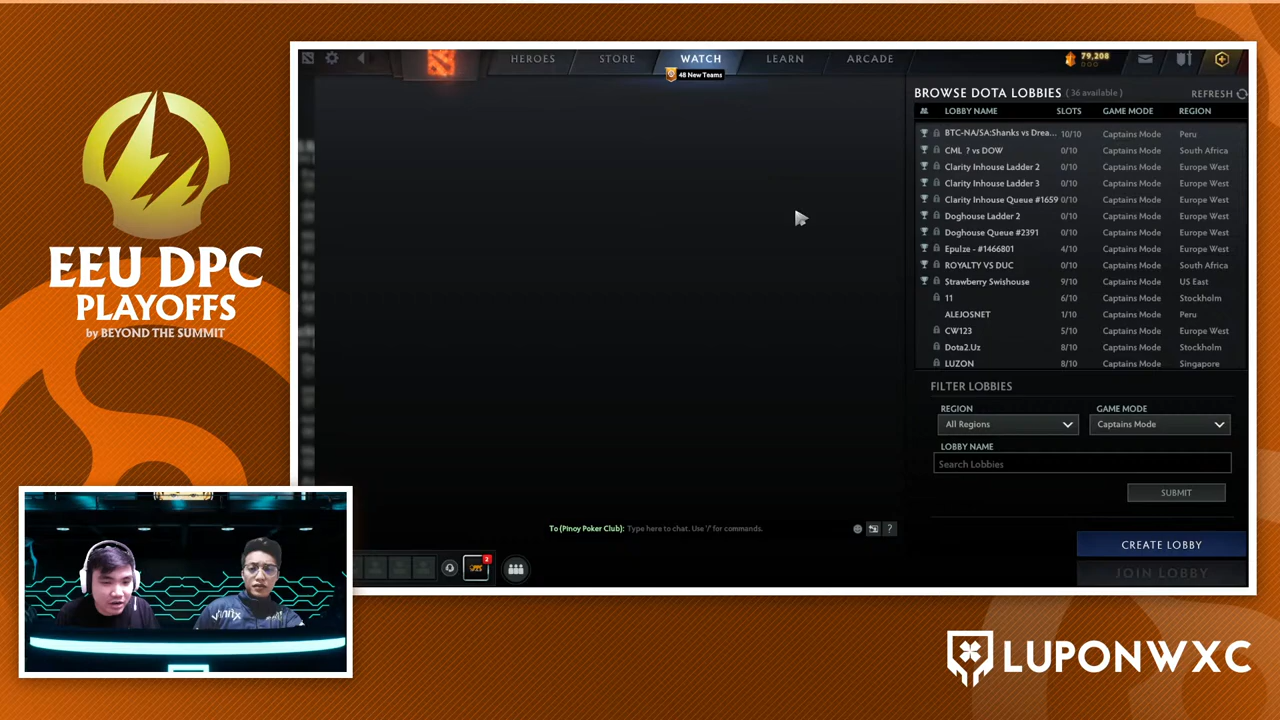 HEROES
STORE
WATCH
LEARN
ARCADE
48 New Teams
79,208
EEU DPC
PLAYOFFS
by BEYOND THE SUMMIT
BROWSE DOTA LOBBIES ( 36 available )
REFRESH
LOBBY NAME SLOTS GAME MODE REGION
BTC-NA/SA:Shanks vs Drea... 10/10 Captains Mode Peru
CML ? vs DOW 0/10 Captains Mode South Africa
Clarity Inhouse Ladder 2 0/10 Captains Mode Europe West
Clarity Inhouse Ladder 3 0/10 Captains Mode Europe West
Clarity Inhouse Queue #1659 0/10 Captains Mode Europe West
Doghouse Ladder 2 0/10 Captains Mode Europe West
Doghouse Queue #2391 0/10 Captains Mode Europe West
Epulze - #1466801 4/10 Captains Mode Europe West
ROYALTY VS DUC 0/10 Captains Mode South Africa
Strawberry Swishouse 9/10 Captains Mode US East
11 6/10 Captains Mode Stockholm
ALEJOSNET 1/10 Captains Mode Peru
CW123 5/10 Captains Mode Europe West
Dota2.Uz 8/10 Captains Mode Stockholm
LUZON 8/10 Captains Mode Singapore
FILTER LOBBIES
REGION GAME MODE
All Regions Captains Mode
LOBBY NAME
Search Lobbies
SUBMIT
To (Pinoy Poker Club): Type here to chat. Use '/' for commands.
?
CREATE LOBBY
JOIN LOBBY
LUPONWXC